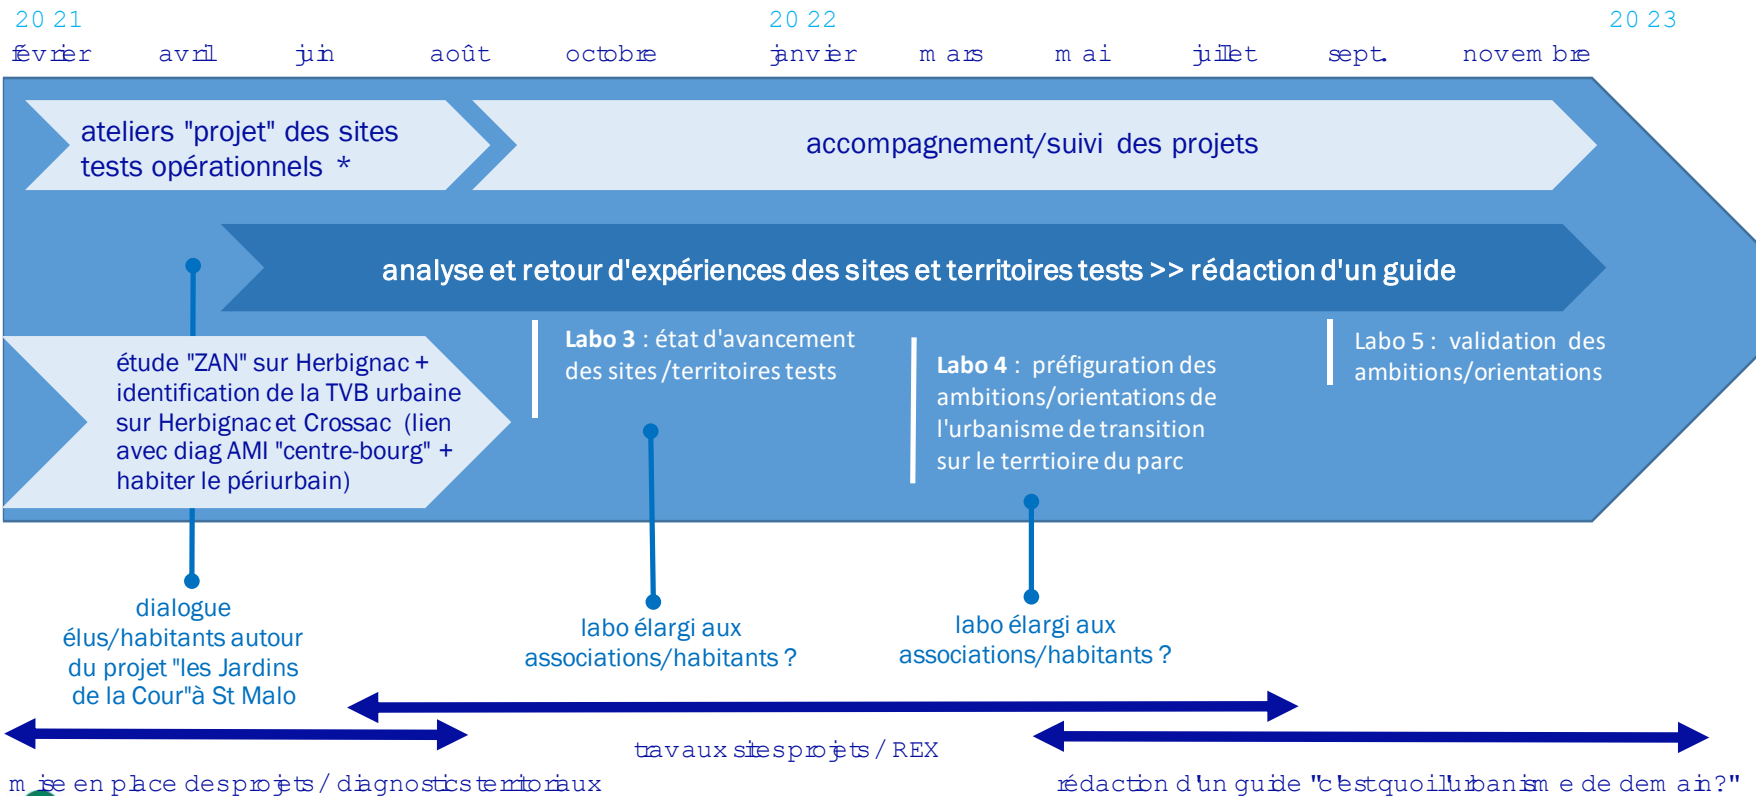 2021 2022 2023
février avril juin août octobre janvier mars mai juillet sept. novembre
ateliers "projet" des sites
tests opérationnels *
accompagnement/suivi des projets
analyse et retour d'expériences des sites et territoires tests >> rédaction d'un guide
étude "ZAN" sur Herbignac +
identification de la TVB urbaine
sur Herbignac et Crossac (lien
avec diag AMI "centre-bourg" +
habiter le périurbain)
Labo 3 : état d'avancement
des sites /territoires tests
Labo 4 : préfiguration des
ambitions/orientations de
l'urbanisme de transition
sur le terrtioire du parc
Labo 5 : validation des
ambitions/orientations
dialogue
élus/habitants autour
du projet "les Jardins
de la Cour"à St Malo
labo élargi aux
associations/habitants ?
labo élargi aux
associations/habitants ?
travaux sites projets / REX
mise en place des projets / diagnostics territoriaux
rédaction d'un guide "c'est quoi l'urbanisme de demain?"